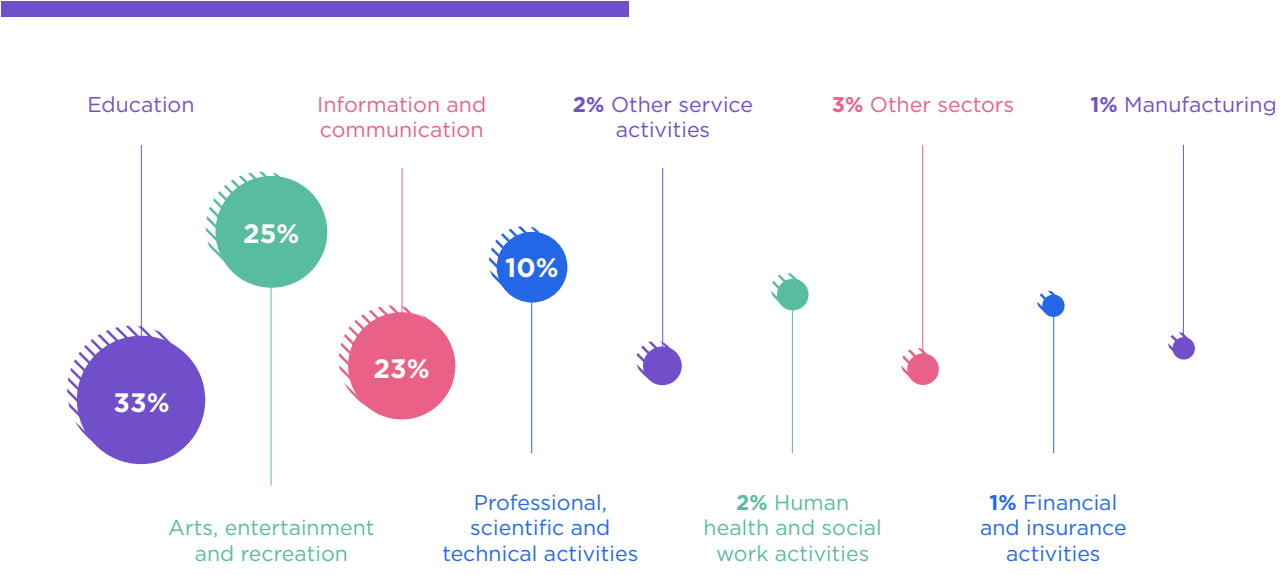 Education
Information and
communication
2% Other service
activities
3% Other sectors
1% Manufacturing
25%
10%
23%
33%
Arts, entertainment
and recreation
Professional,
scientific and
technical activities
2% Human
health and social
work activities
1% Financial
and insurance
activities